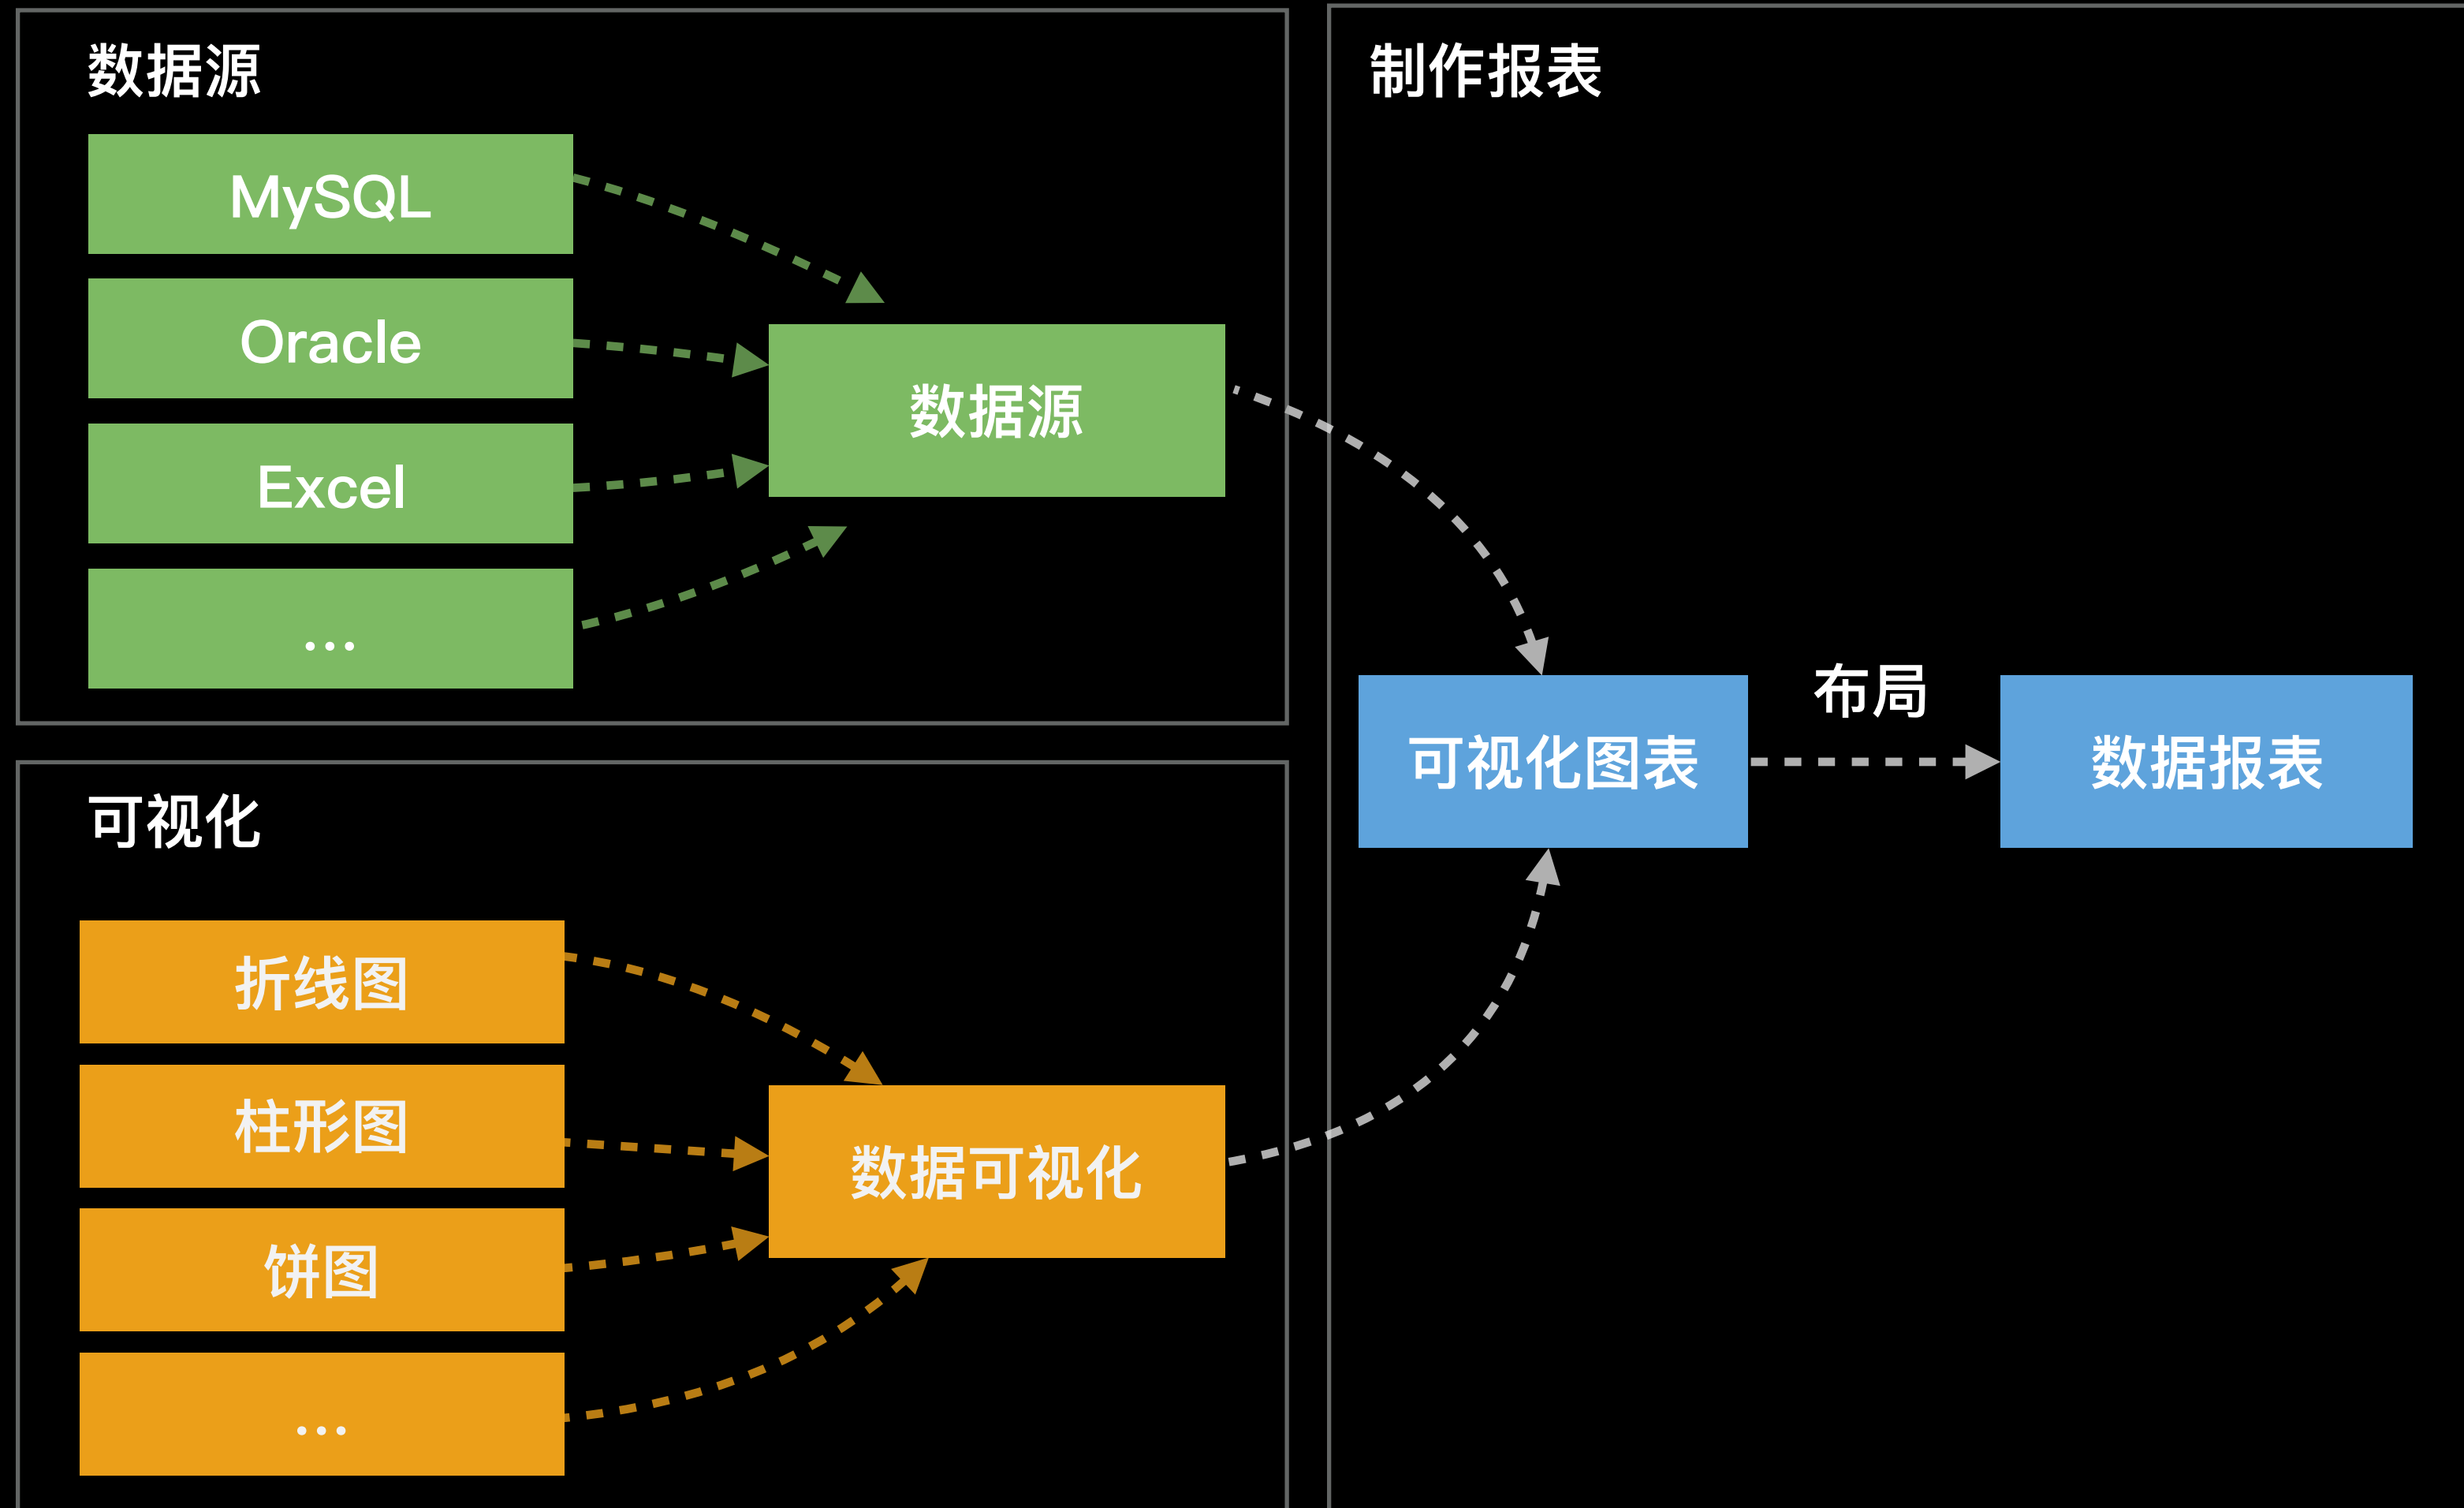 数据源
MySQL
Oracle
Excel
...
数据源
可视化
折线图
柱形图
饼图
...
数据可视化
制作报表
可视化图表
布局
数据报表